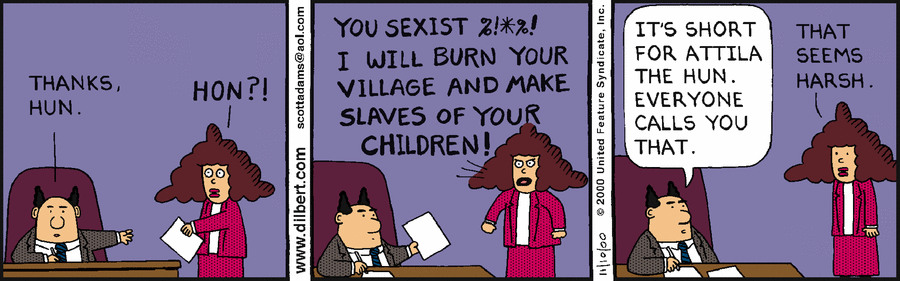 THANKS,
HUN.
HON?!
www.dilbert.com
scottadams@aol.com
YOU SEXIST %!*%!
I WILL BURN YOUR
VILLAGE AND MAKE
SLAVES OF YOUR
CHILDREN!
11/10/00
© 2000 United Feature Syndicate, Inc.
IT'S SHORT
FOR ATTILA
THE HUN.
EVERYONE
CALLS YOU
THAT.
THAT
SEEMS
HARSH.